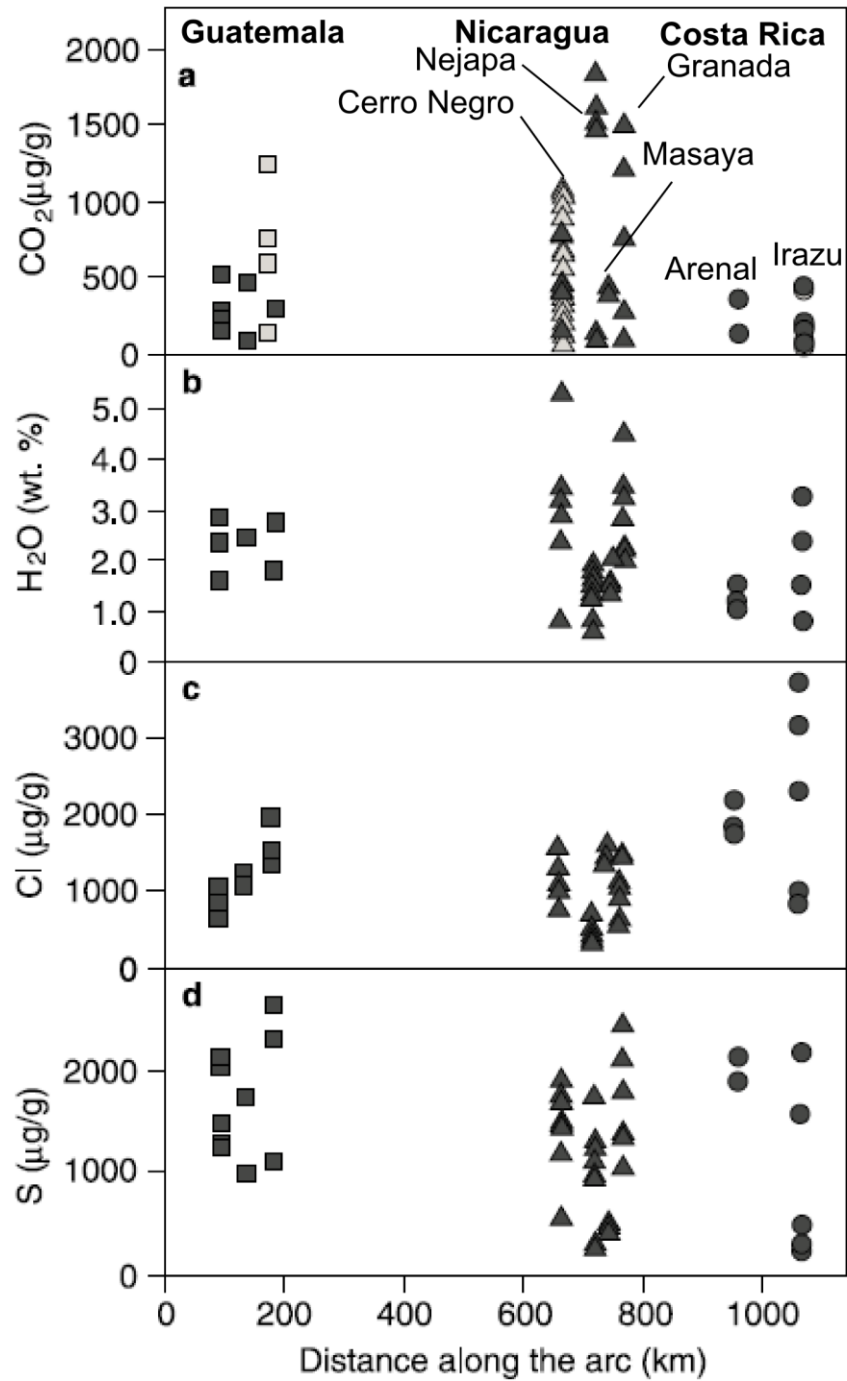 Guatemala Nicaragua Costa Rica
a
Nejapa
Granada
Cerro Negro
Masaya
Arenal
Irazu
2000
1500
1000
500
0
CO₂(μg/g)
b
5.0
4.0
3.0
2.0
1.0
0
H₂O (wt. %)
c
3000
2000
1000
0
Cl (μg/g)
d
2000
1000
0
S (μg/g)
0 200 400 600 800 1000
Distance along the arc (km)